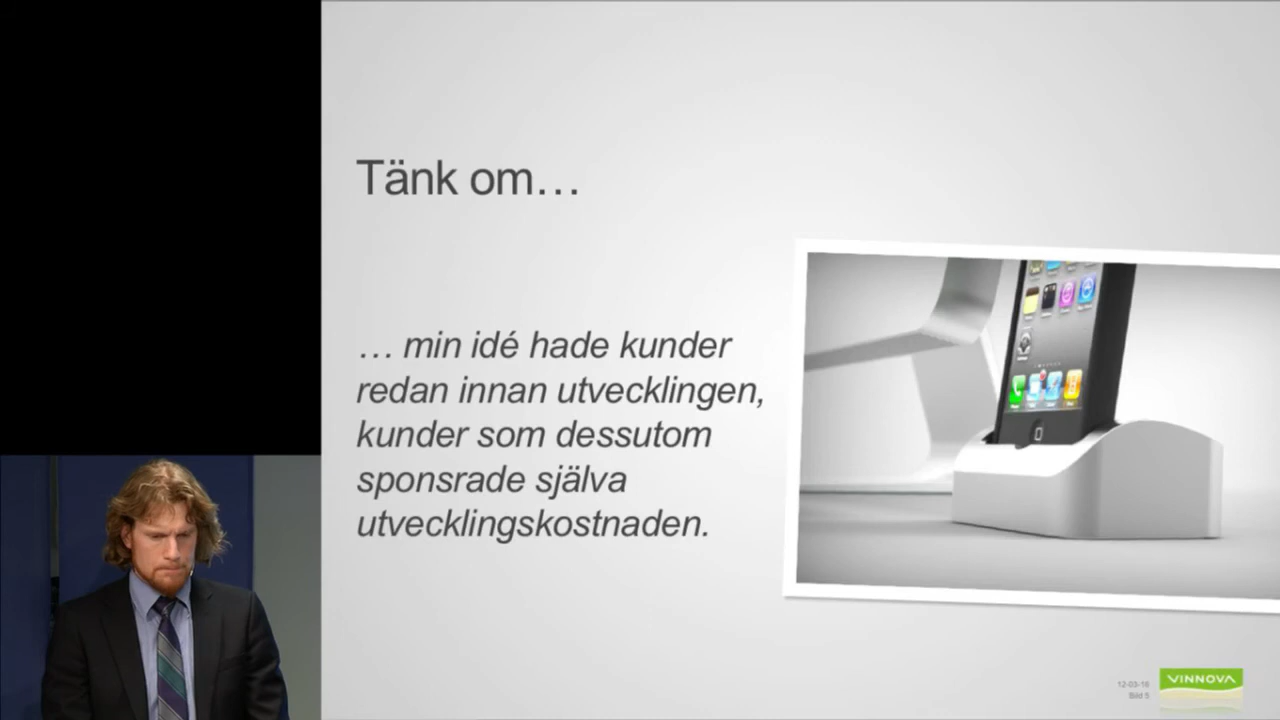 Tänk om…
… min idé hade kunder
redan innan utvecklingen,
kunder som dessutom
sponsrade själva
utvecklingskostnaden.
12-03-16
Bild 5
VINNOVA